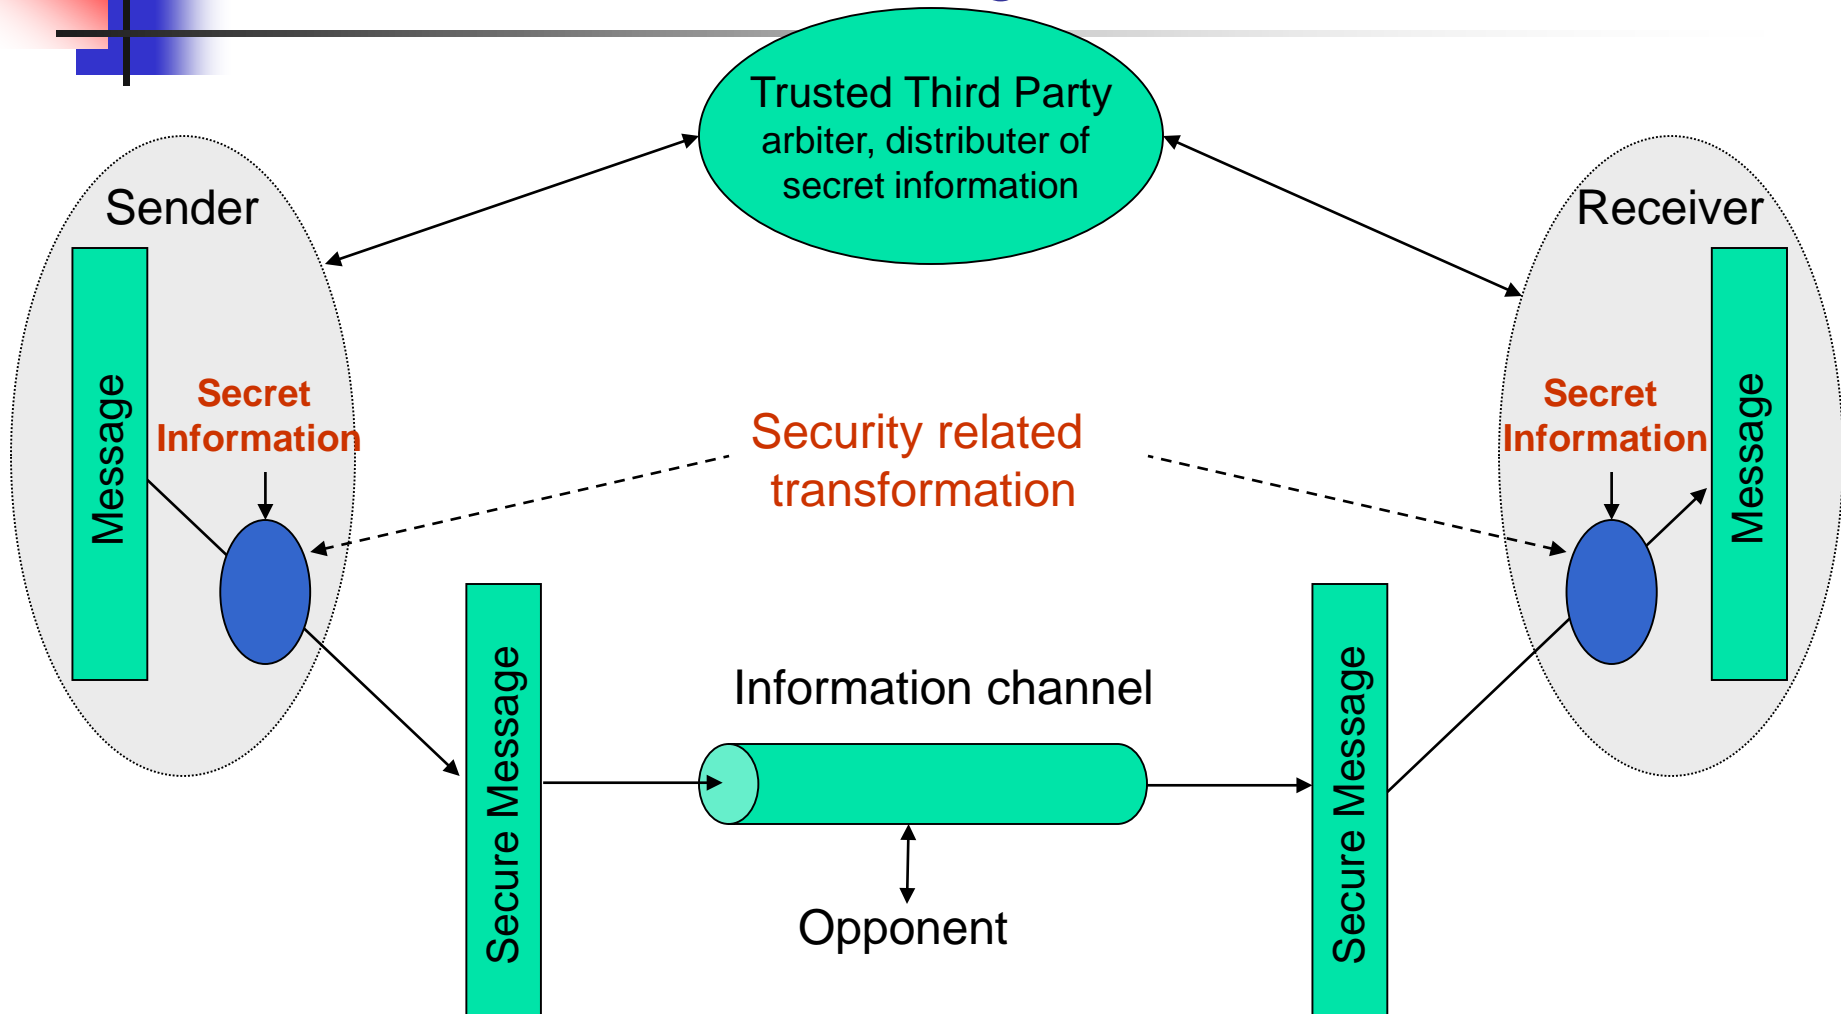 Trusted Third Party
arbiter, distributer of
secret information
Sender
Receiver
Message
Secret
Information
Security related
transformation
Secret
Information
Message
Secure Message
Information channel
Secure Message
Opponent